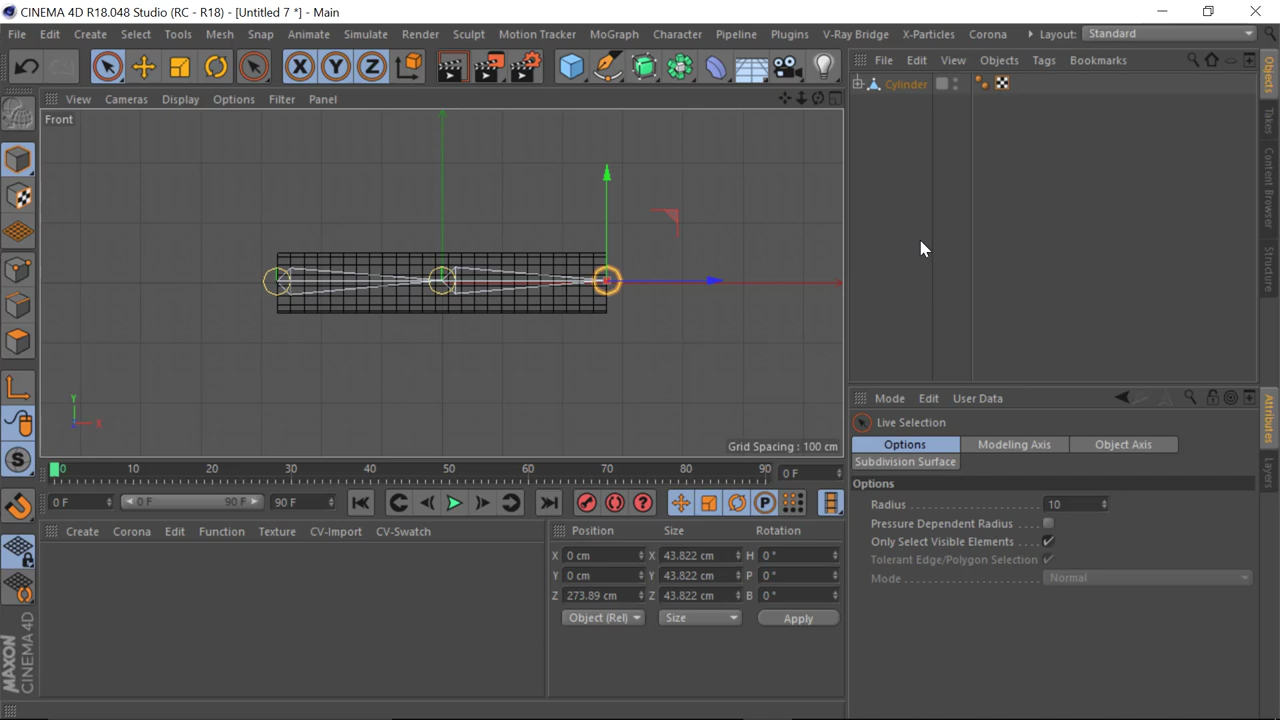 CINEMA 4D R18.048 Studio (RC - R18) - [Untitled 7 *] - Main
File Edit Create Select Tools Mesh Snap Animate Simulate Render Sculpt Motion Tracker MoGraph Character Pipeline Plugins V-Ray Bridge X-Particles Corona Layout: Standard
File Edit View Objects Tags Bookmarks
Cylinder
View Cameras Display Options Filter Panel
Front
Y
X
Grid Spacing : 100 cm
0 10 20 30 40 50 60 70 80 90 0 F
0 F 0 F 90 F 90 F
Create Corona Edit Function Texture CV-Import CV-Swatch
Position Size Rotation
X 0 cm X 43.822 cm H 0 °
Y 0 cm Y 43.822 cm P 0 °
Z 273.89 cm Z 43.822 cm B 0 °
Object (Rel) Size Apply
Mode Edit User Data
Live Selection
Options Modeling Axis Object Axis
Subdivision Surface
Options
Radius 10
Pressure Dependent Radius
Only Select Visible Elements
Tolerant Edge/Polygon Selection
Mode Normal
Objects
Takes
Content Browser
Structure
Attributes
Layers
MAXON
CINEMA 4D